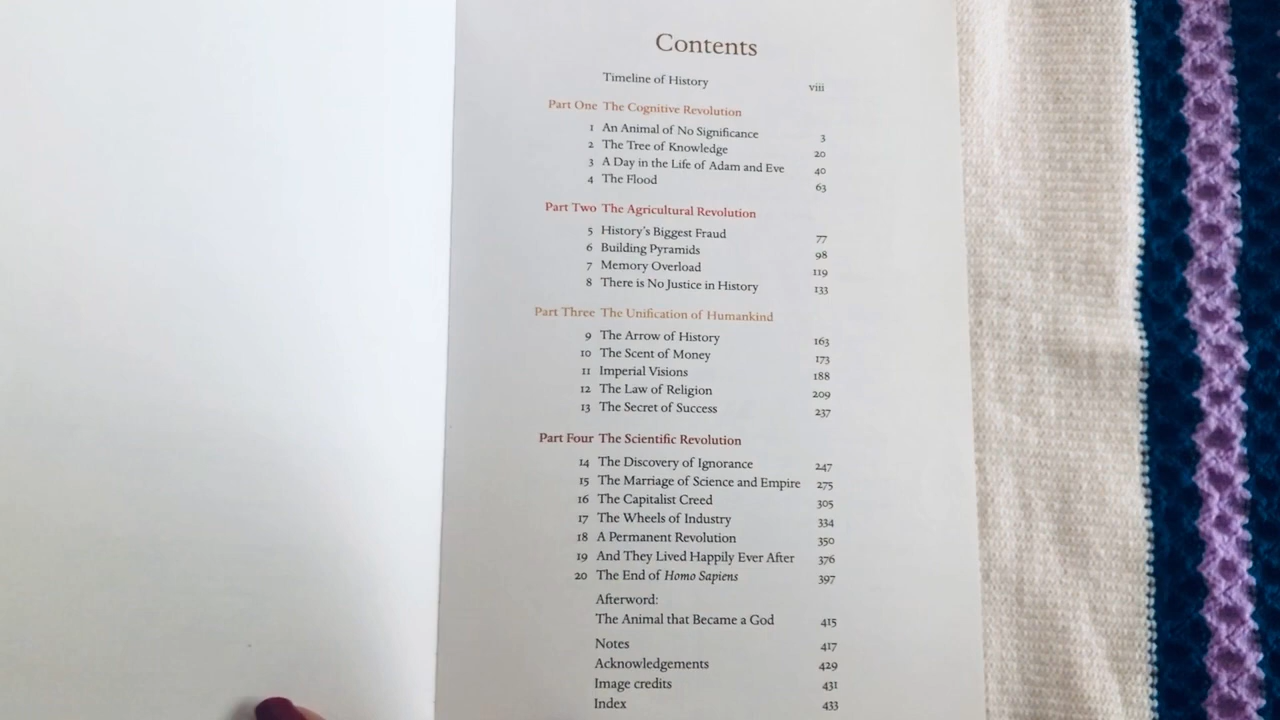 Contents
Timeline of History viii
Part One The Cognitive Revolution
1 An Animal of No Significance 3
2 The Tree of Knowledge 20
3 A Day in the Life of Adam and Eve 40
4 The Flood 63
Part Two The Agricultural Revolution
5 History's Biggest Fraud 77
6 Building Pyramids 98
7 Memory Overload 119
8 There is No Justice in History 133
Part Three The Unification of Humankind
9 The Arrow of History 163
10 The Scent of Money 173
11 Imperial Visions 188
12 The Law of Religion 209
13 The Secret of Success 237
Part Four The Scientific Revolution
14 The Discovery of Ignorance 247
15 The Marriage of Science and Empire 275
16 The Capitalist Creed 305
17 The Wheels of Industry 334
18 A Permanent Revolution 350
19 And They Lived Happily Ever After 376
20 The End of Homo Sapiens 397
Afterword:
The Animal that Became a God 415
Notes 417
Acknowledgements 429
Image credits 431
Index 433